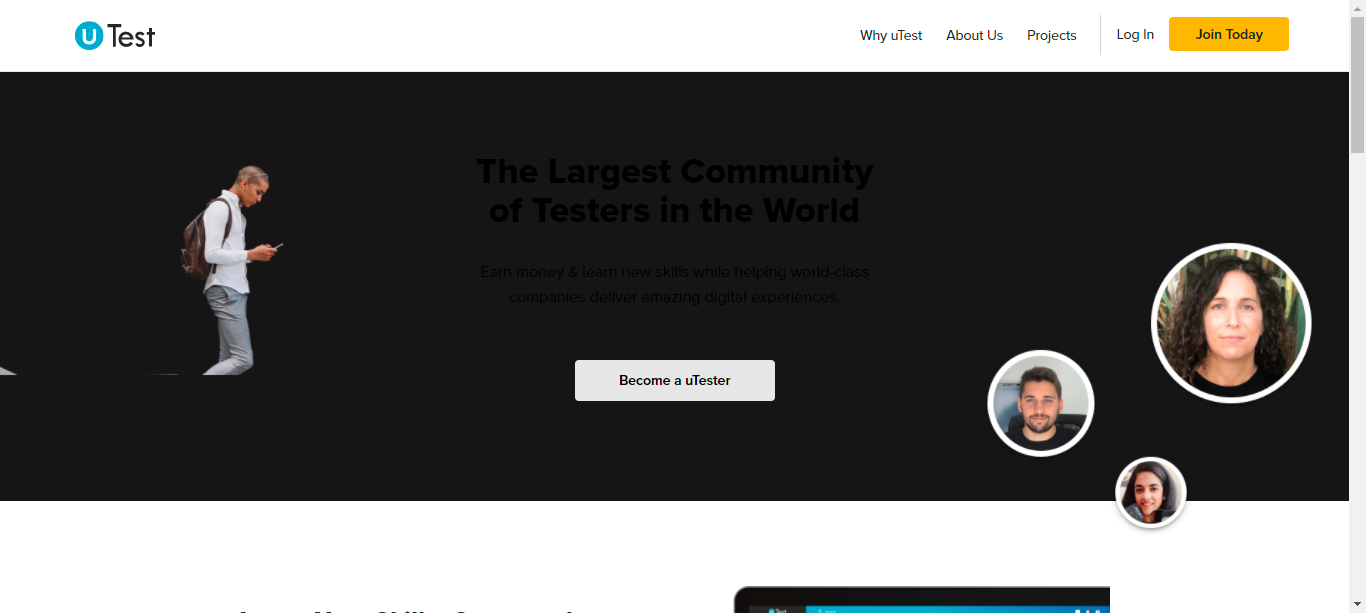 uTest
Why uTest
About Us
Projects
Log In
Join Today
The Largest Community
of Testers in the World
Earn money & learn new skills while helping world-class
companies deliver amazing digital experiences.
Become a uTester
uTest